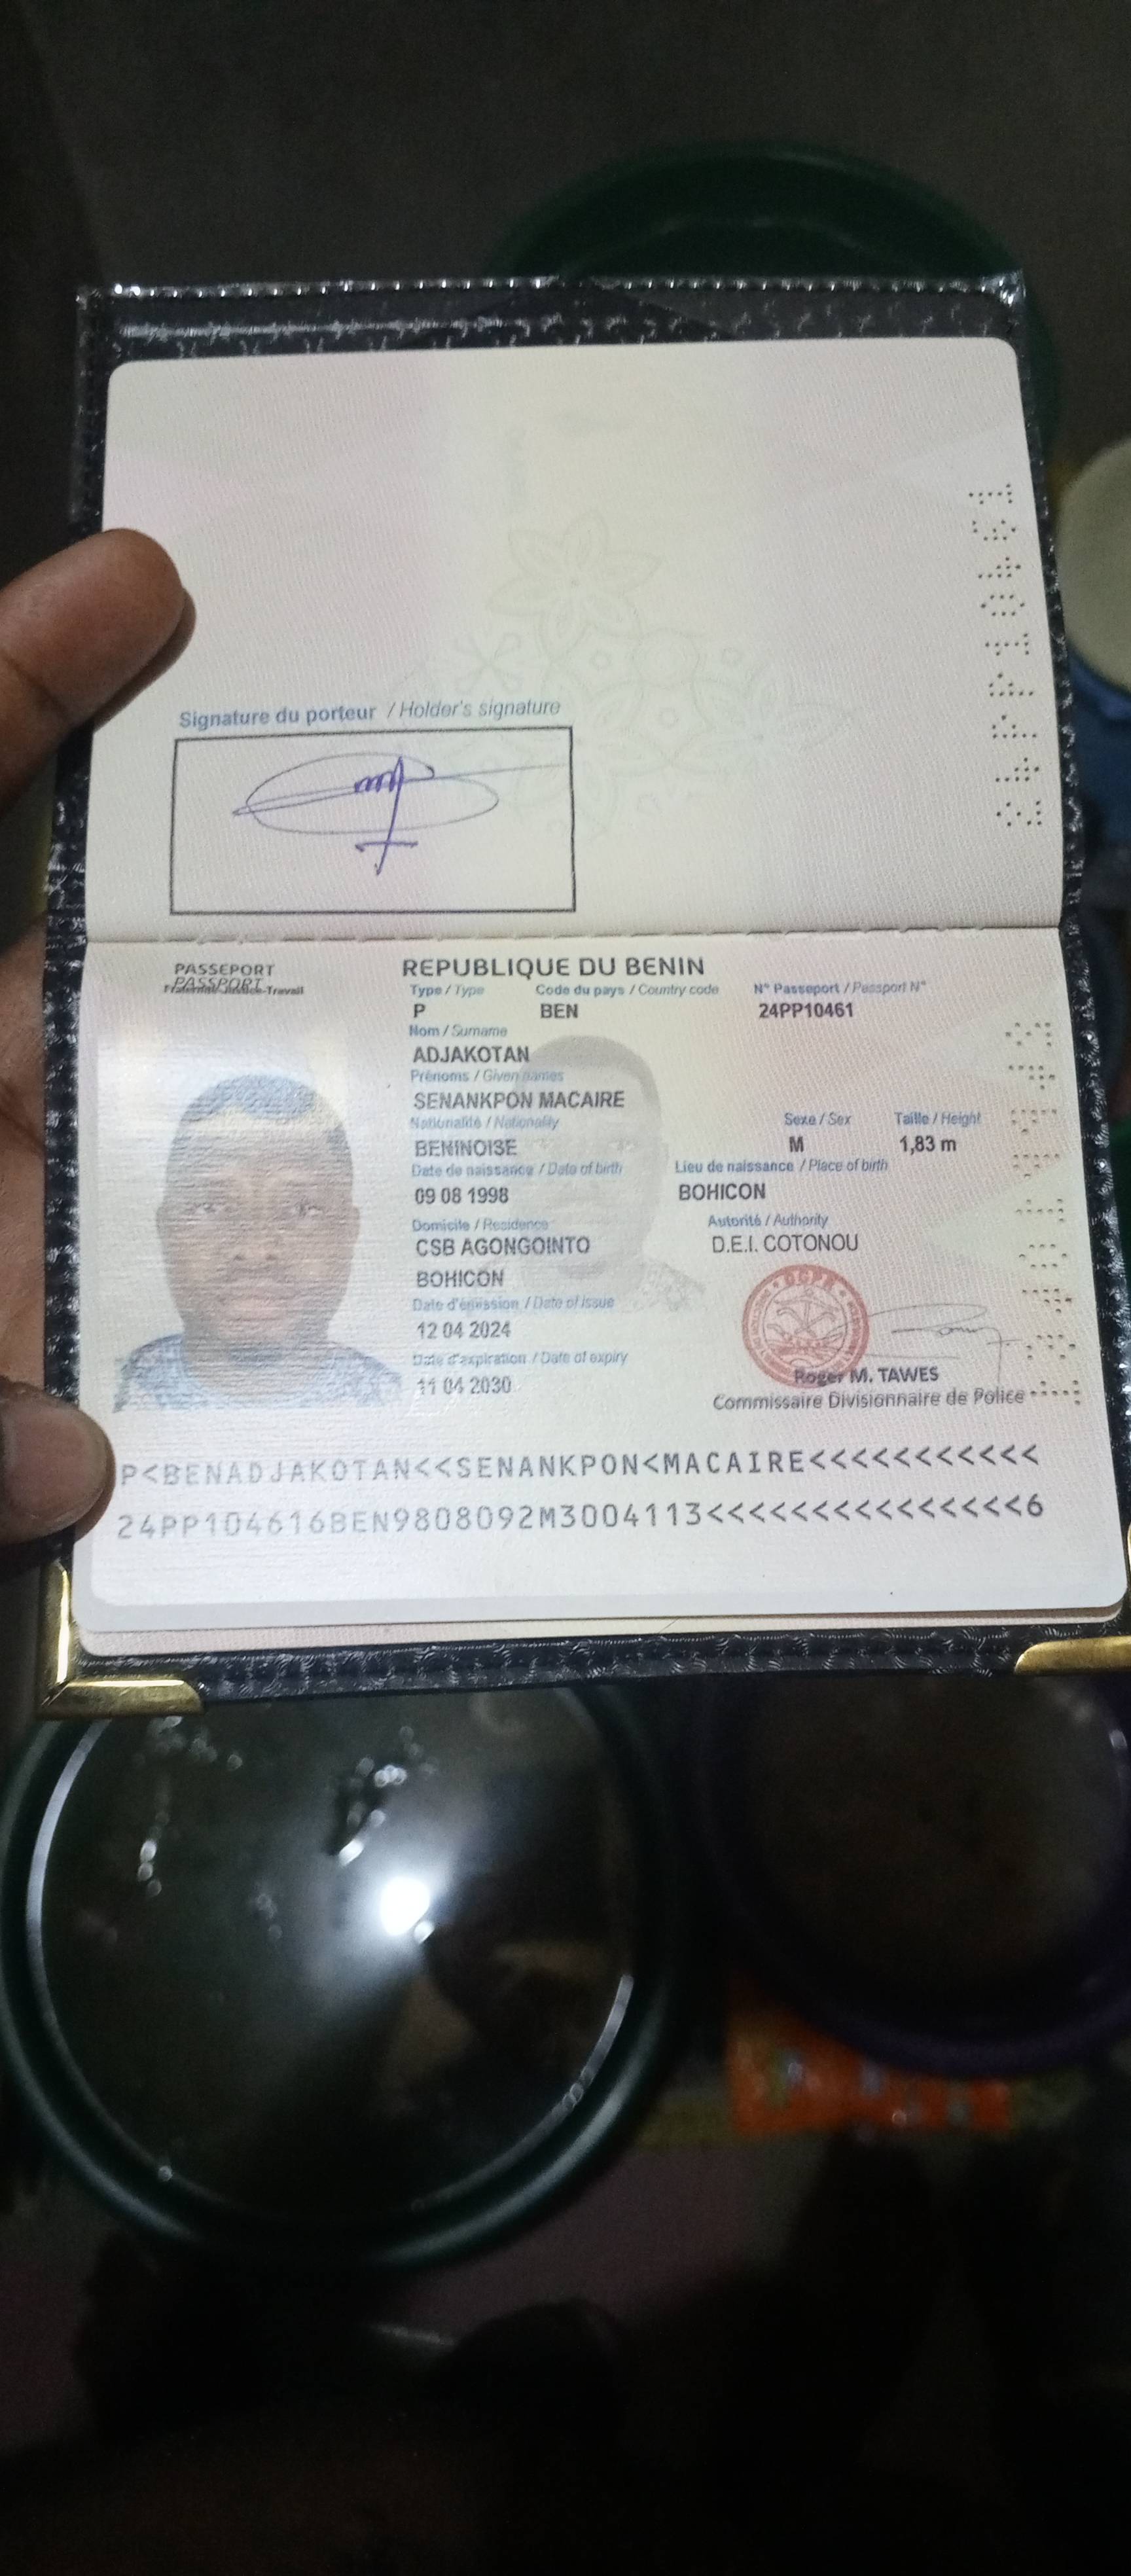 24PP10461
Signature du porteur / Holder's signature
PASSEPORT
PASSPORT
Fraternité-Justice-Travail
REPUBLIQUE DU BENIN
Type / Type Code du pays / Country code N° Passeport / Passport N°
P BEN 24PP10461
Nom / Surname
ADJAKOTAN
Prénoms / Given names
SENANKPON MACAIRE
Nationalité / Nationality Sexe / Sex Taille / Height
BENINOISE M 1,83 m
Date de naissance / Date of birth Lieu de naissance / Place of birth
09 08 1998 BOHICON
Domicile / Residence Autorité / Authority
CSB AGONGOINTO D.E.I. COTONOU
BOHICON
Date d'émission / Date of issue
12 04 2024
Date d'expiration / Date of expiry
11 04 2030
DGPR
Roger M. TAWES
Commissaire Divisionnaire de Police
P<BENADJAKOTAN<<SENANKPON<MACAIRE<<<<<<<<<<<
24PP104616BEN9808092M3004113<<<<<<<<<<<<<<<6